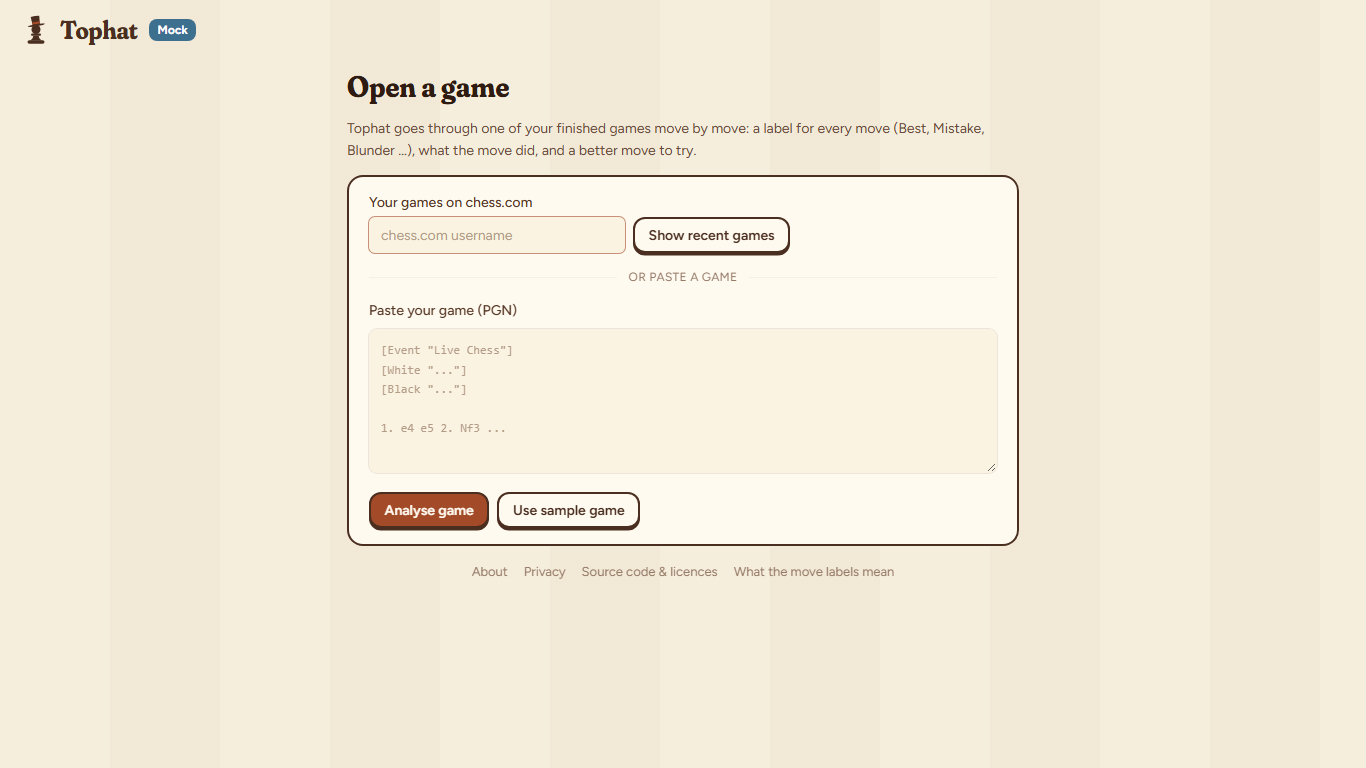 Tophat Mock
Open a game
Tophat goes through one of your finished games move by move: a label for every move (Best, Mistake,
Blunder ...), what the move did, and a better move to try.
Your games on chess.com
chess.com username Show recent games
OR PASTE A GAME
Paste your game (PGN)
[Event "Live Chess"]
[White "..."]
[Black "..."]
1. e4 e5 2. Nf3 ...
Analyse game Use sample game
About Privacy Source code & licences What the move labels mean